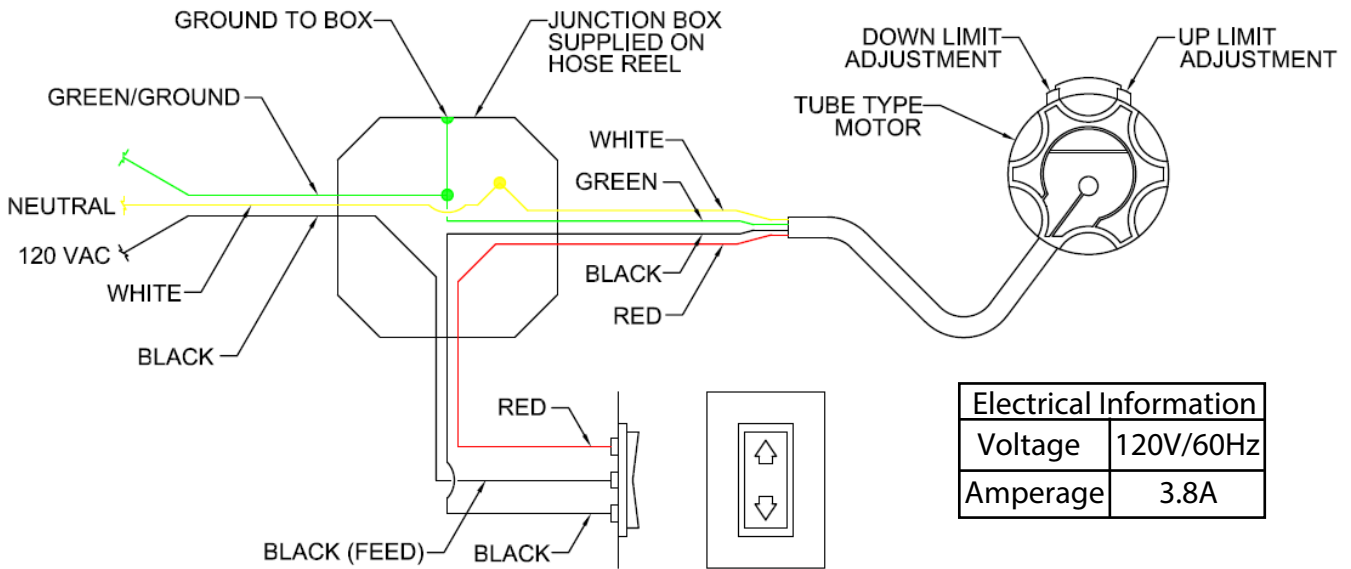 GROUND TO BOX
JUNCTION BOX
SUPPLIED ON
HOSE REEL
DOWN LIMIT
ADJUSTMENT
UP LIMIT
ADJUSTMENT
GREEN/GROUND
TUBE TYPE
MOTOR
WHITE
GREEN
NEUTRAL
120 VAC
WHITE
BLACK
BLACK
RED
RED
BLACK (FEED)
BLACK
Electrical Information
Voltage 120V/60Hz
Amperage 3.8A